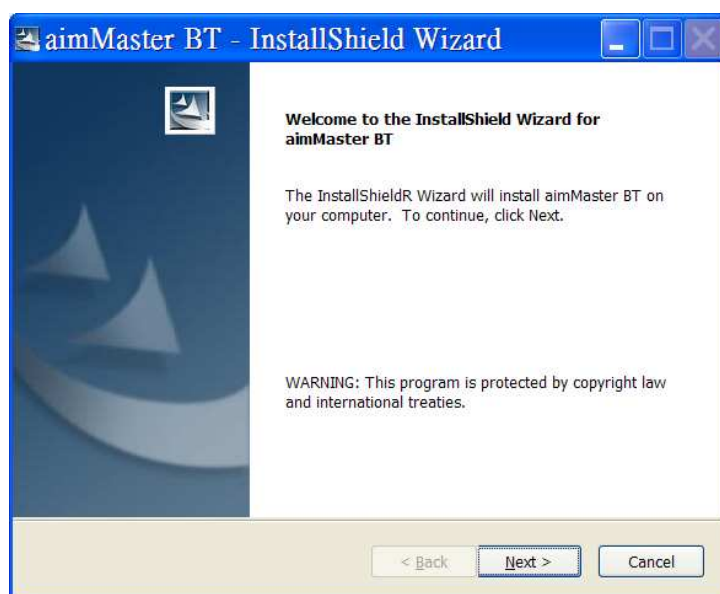 aimMaster BT - InstallShield Wizard
Welcome to the InstallShield Wizard for
aimMaster BT
The InstallShieldR Wizard will install aimMaster BT on
your computer.  To continue, click Next.
WARNING: This program is protected by copyright law
and international treaties.
< Back
Next >
Cancel